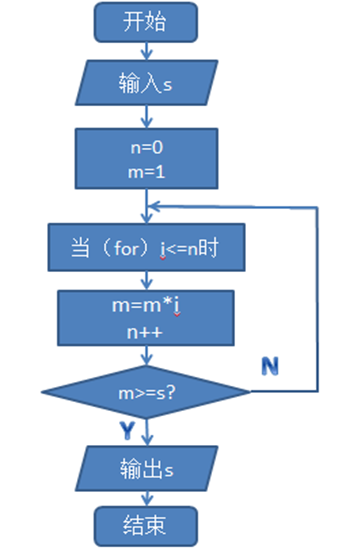 开始
输入s
n=0
m=1
当（for）i<=n时
m=m*i
n++
m>=s?
N
Y
输出s
结束